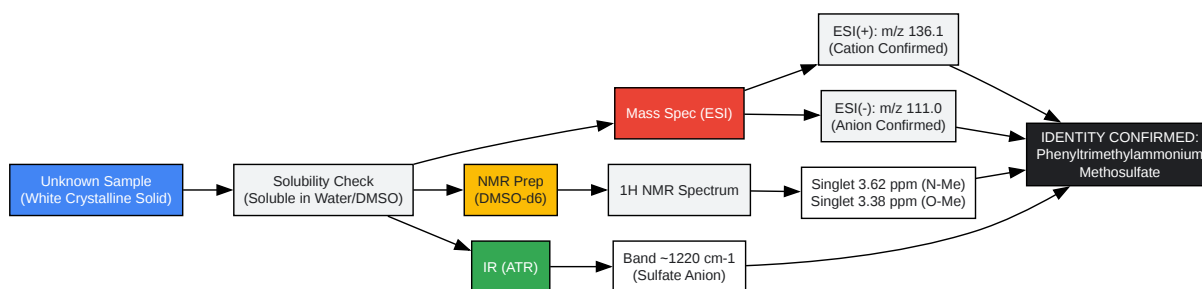 Unknown Sample
(White Crystalline Solid)
Solubility Check
(Soluble in Water/DMSO)
Mass Spec (ESI)
ESI(+): m/z 136.1
(Cation Confirmed)
ESI(-): m/z 111.0
(Anion Confirmed)
NMR Prep
(DMSO-d6)
1H NMR Spectrum
Singlet 3.62 ppm (N-Me)
Singlet 3.38 ppm (O-Me)
IR (ATR)
Band ~1220 cm-1
(Sulfate Anion)
IDENTITY CONFIRMED:
Phenyltrimethylammonium
Methosulfate